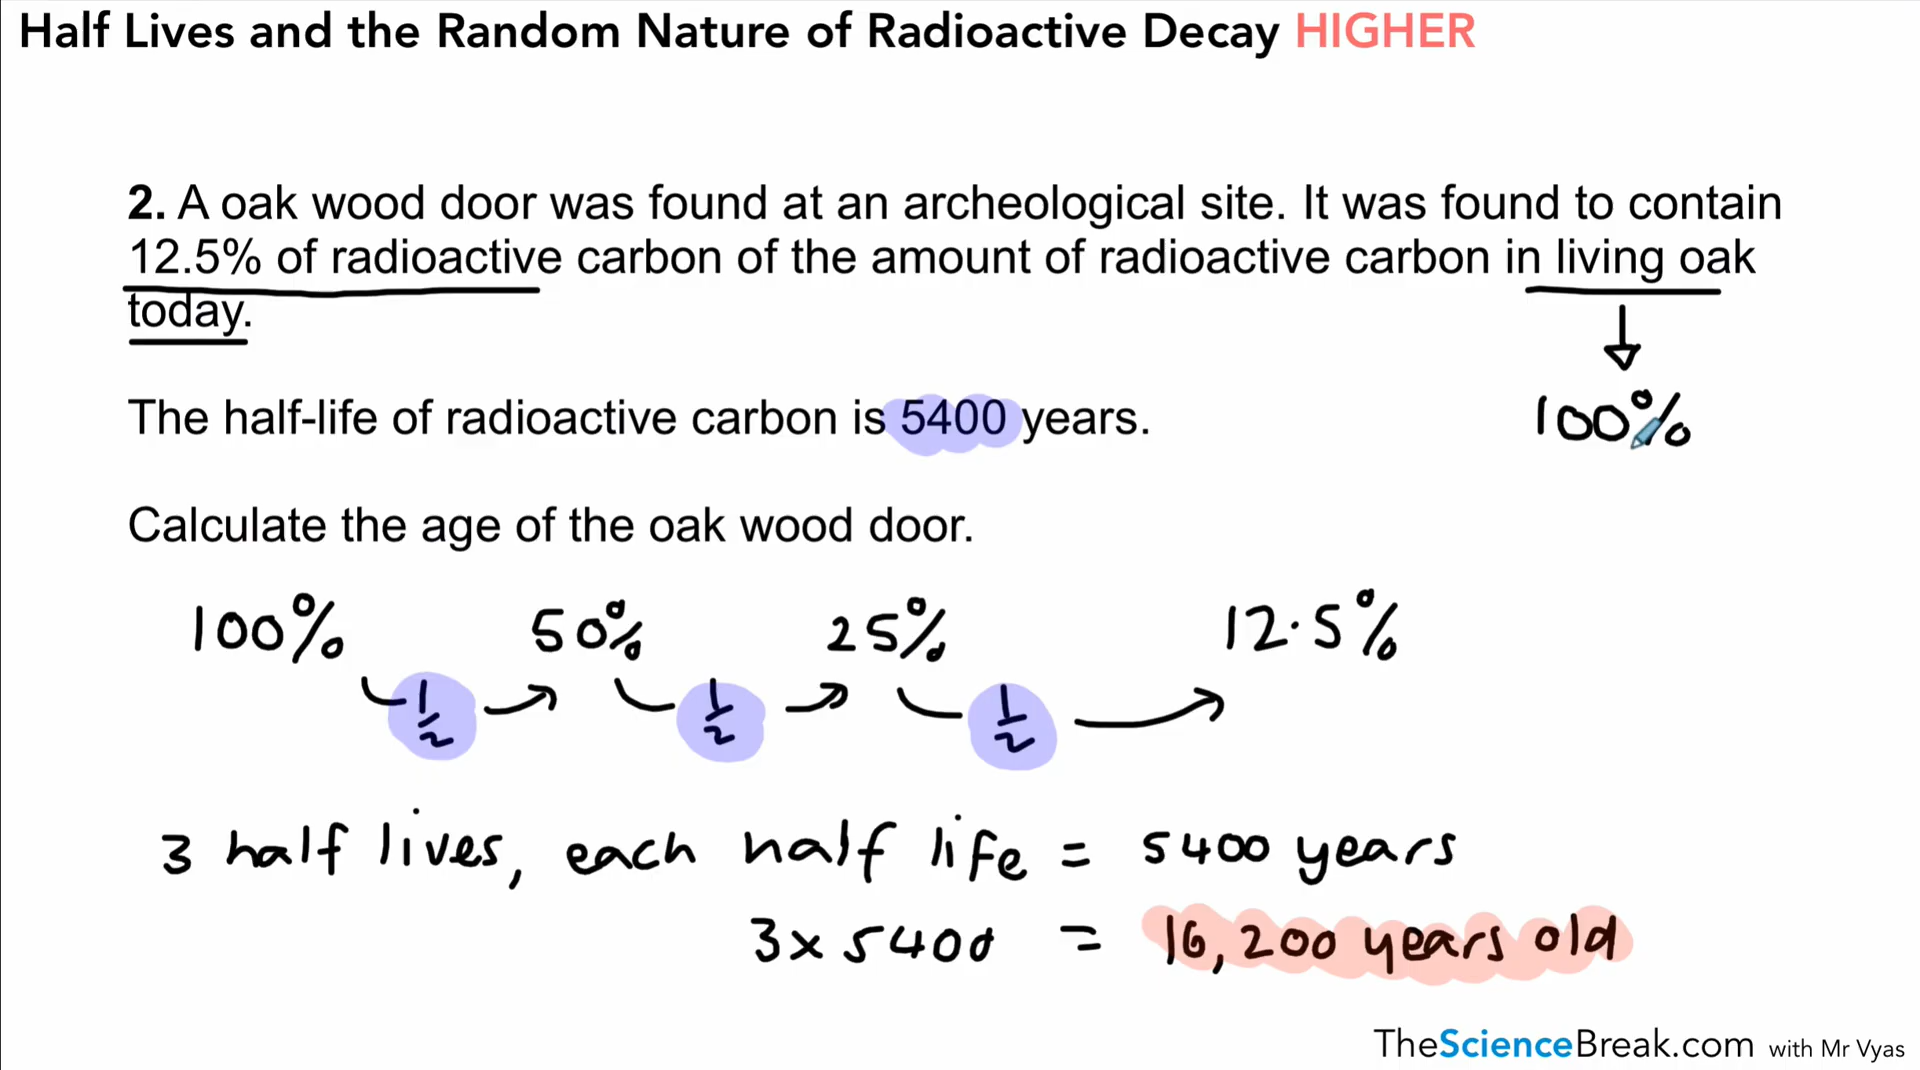 Half Lives and the Random Nature of Radioactive Decay HIGHER
2. A oak wood door was found at an archeological site. It was found to contain
12.5% of radioactive carbon of the amount of radioactive carbon in living oak
today.
100%
The half-life of radioactive carbon is 5400 years.
Calculate the age of the oak wood door.
100% 50% 25% 12.5%
1/2 1/2 1/2
3 half lives, each half life = 5400 years
3 x 5400 = 16,200 years old
TheScienceBreak.com with Mr Vyas